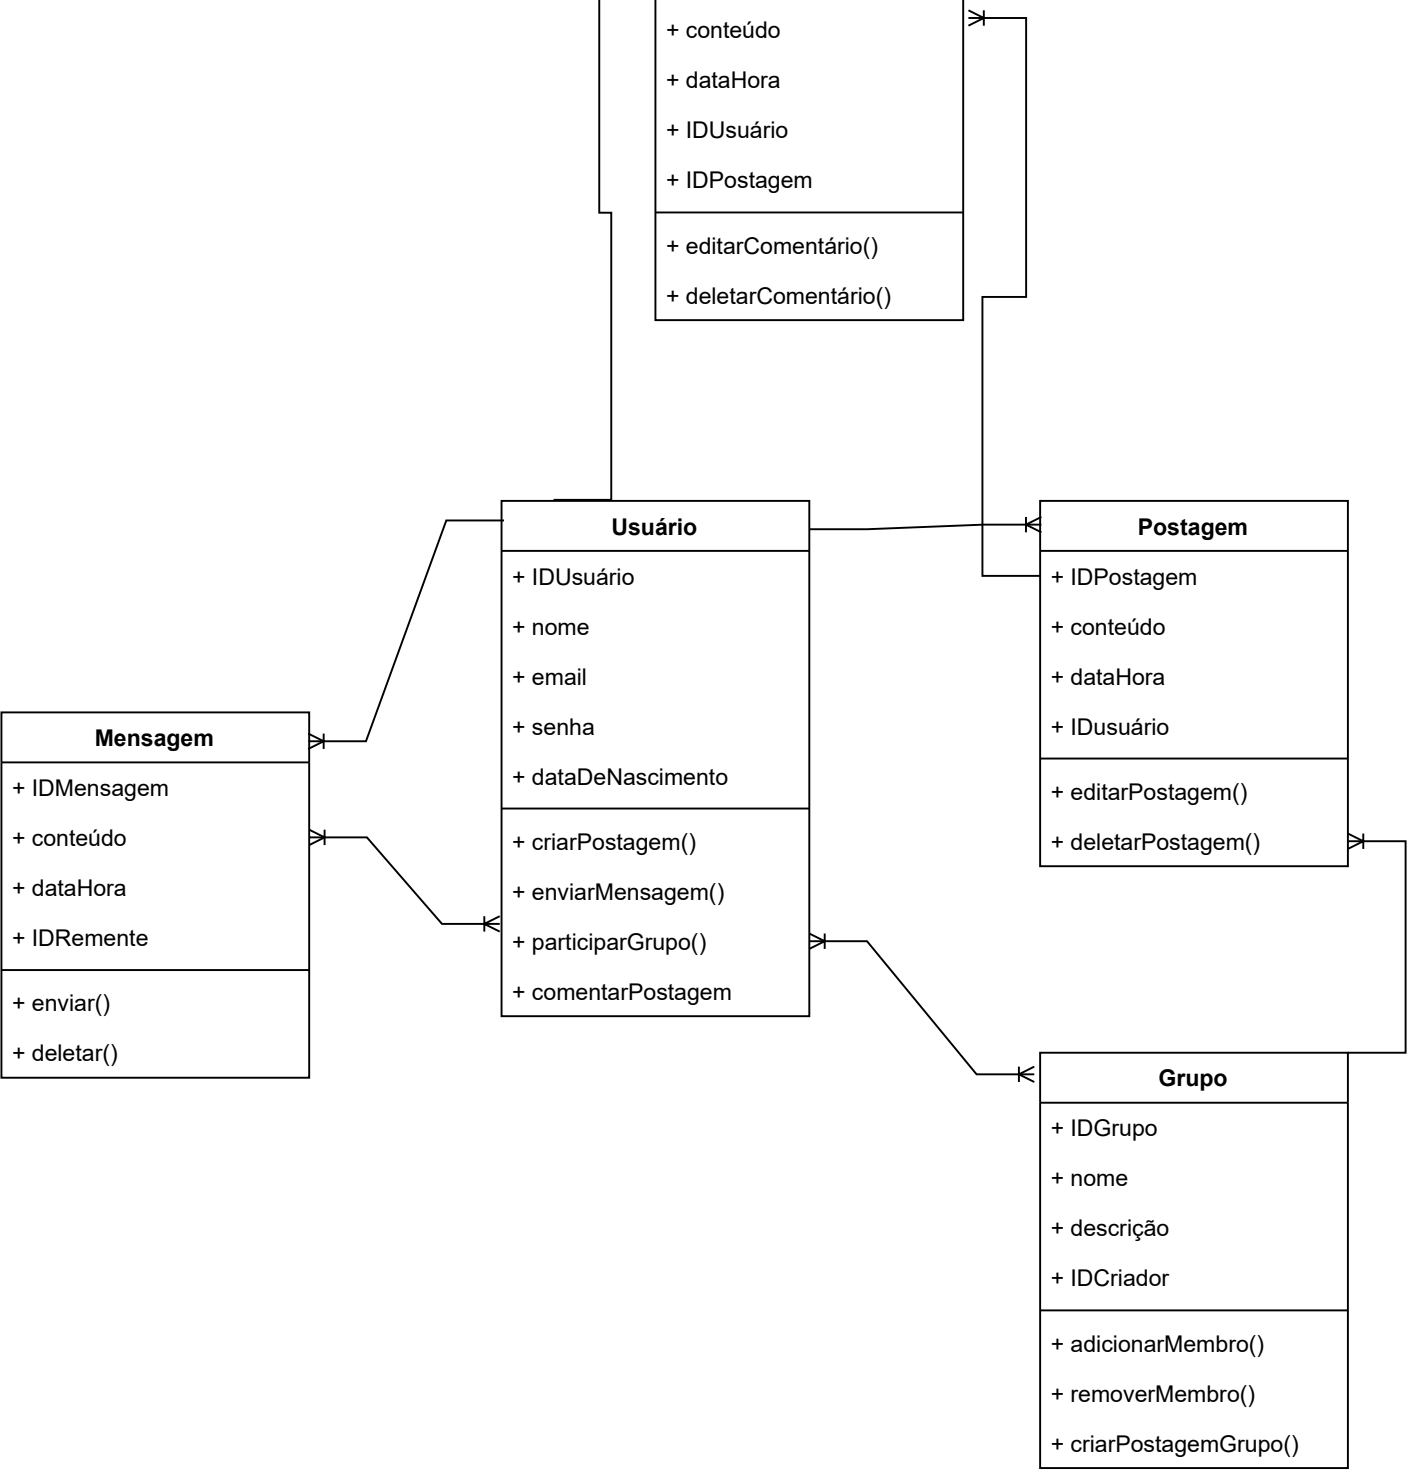 + conteúdo
+ dataHora
+ IDUsuário
+ IDPostagem
+ editarComentário()
+ deletarComentário()
Usuário
+ IDUsuário
+ nome
+ email
+ senha
+ dataDeNascimento
+ criarPostagem()
+ enviarMensagem()
+ participarGrupo()
+ comentarPostagem
Postagem
+ IDPostagem
+ conteúdo
+ dataHora
+ IDusuário
+ editarPostagem()
+ deletarPostagem()
Mensagem
+ IDMensagem
+ conteúdo
+ dataHora
+ IDRemente
+ enviar()
+ deletar()
Grupo
+ IDGrupo
+ nome
+ descrição
+ IDCriador
+ adicionarMembro()
+ removerMembro()
+ criarPostagemGrupo()